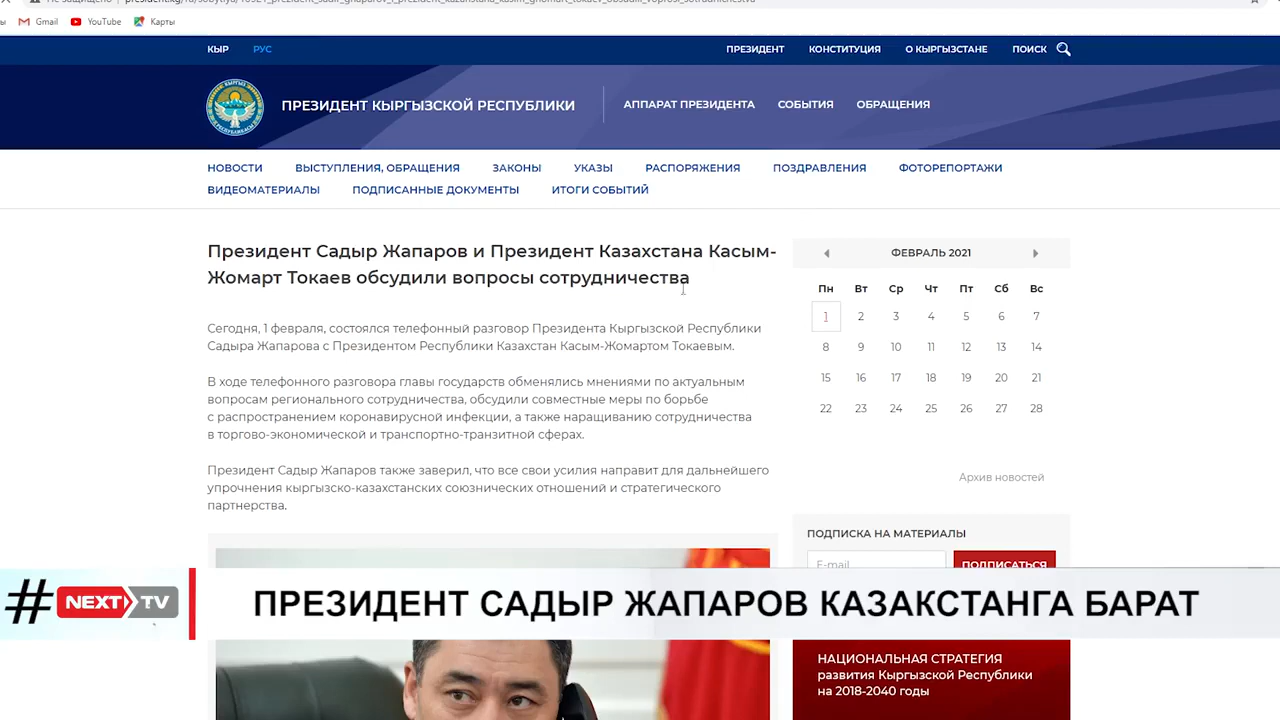 Gmail
YouTube
Карты
КЫР
РУС
ПРЕЗИДЕНТ
КОНСТИТУЦИЯ
О КЫРГЫЗСТАНЕ
ПОИСК
ПРЕЗИДЕНТ КЫРГЫЗСКОЙ РЕСПУБЛИКИ
АППАРАТ ПРЕЗИДЕНТА
СОБЫТИЯ
ОБРАЩЕНИЯ
НОВОСТИ
ВЫСТУПЛЕНИЯ, ОБРАЩЕНИЯ
ЗАКОНЫ
УКАЗЫ
РАСПОРЯЖЕНИЯ
ПОЗДРАВЛЕНИЯ
ФОТОРЕПОРТАЖИ
ВИДЕОМАТЕРИАЛЫ
ПОДПИСАННЫЕ ДОКУМЕНТЫ
ИТОГИ СОБЫТИЙ
Президент Садыр Жапаров и Президент Казахстана Касым-
Жомарт Токаев обсудили вопросы сотрудничества
Сегодня, 1 февраля, состоялся телефонный разговор Президента Кыргызской Республики
Садыра Жапарова с Президентом Республики Казахстан Касым-Жомартом Токаевым.
В ходе телефонного разговора главы государств обменялись мнениями по актуальным
вопросам регионального сотрудничества, обсудили совместные меры по борьбе
с распространением коронавирусной инфекции, а также наращиванию сотрудничества
в торгово-экономической и транспортно-транзитной сферах.
Президент Садыр Жапаров также заверил, что все свои усилия направит для дальнейшего
упрочнения кыргызско-казахстанских союзнических отношений и стратегического
партнерства.
ФЕВРАЛЬ 2021
Пн Вт Ср Чт Пт Сб Вс
1 2 3 4 5 6 7
8 9 10 11 12 13 14
15 16 17 18 19 20 21
22 23 24 25 26 27 28
Архив новостей
ПОДПИСКА НА МАТЕРИАЛЫ
E-mail
ПОДПИСАТЬСЯ
# NEXT TV
ПРЕЗИДЕНТ САДЫР ЖАПАРОВ КАЗАКСТАНГА БАРАТ
НАЦИОНАЛЬНАЯ СТРАТЕГИЯ
развития Кыргызской Республики
на 2018-2040 годы